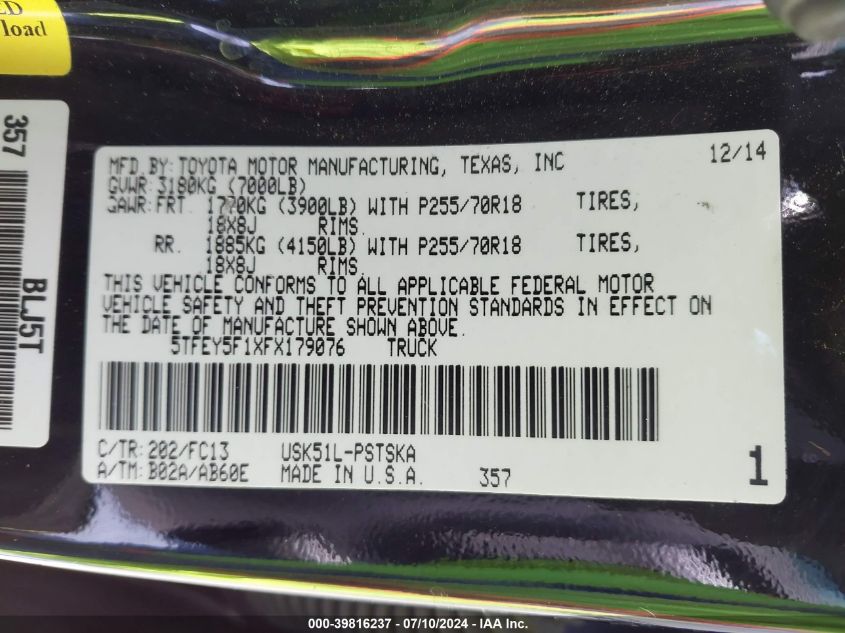 ED
load
357
BLJ5T
MFD.BY:TOYOTA MOTOR MANUFACTURING, TEXAS, INC 12/14
GVWR:3180KG (7000LB)
GAWR:FRT. 1770KG (3900LB) WITH P255/70R18 TIRES,
18X8J RIMS.
RR. 1885KG (4150LB) WITH P255/70R18 TIRES,
18X8J RIMS.
THIS VEHICLE CONFORMS TO ALL APPLICABLE FEDERAL MOTOR
VEHICLE SAFETY AND THEFT PREVENTION STANDARDS IN EFFECT ON
THE DATE OF MANUFACTURE SHOWN ABOVE.
5TFEY5F1XFX179076 TRUCK
C/TR:202/FC13 USK51L-PSTSKA
A/TM:B02A/AB60E MADE IN U.S.A. 357 1
000-39816237 - 07/10/2024 - IAA Inc.